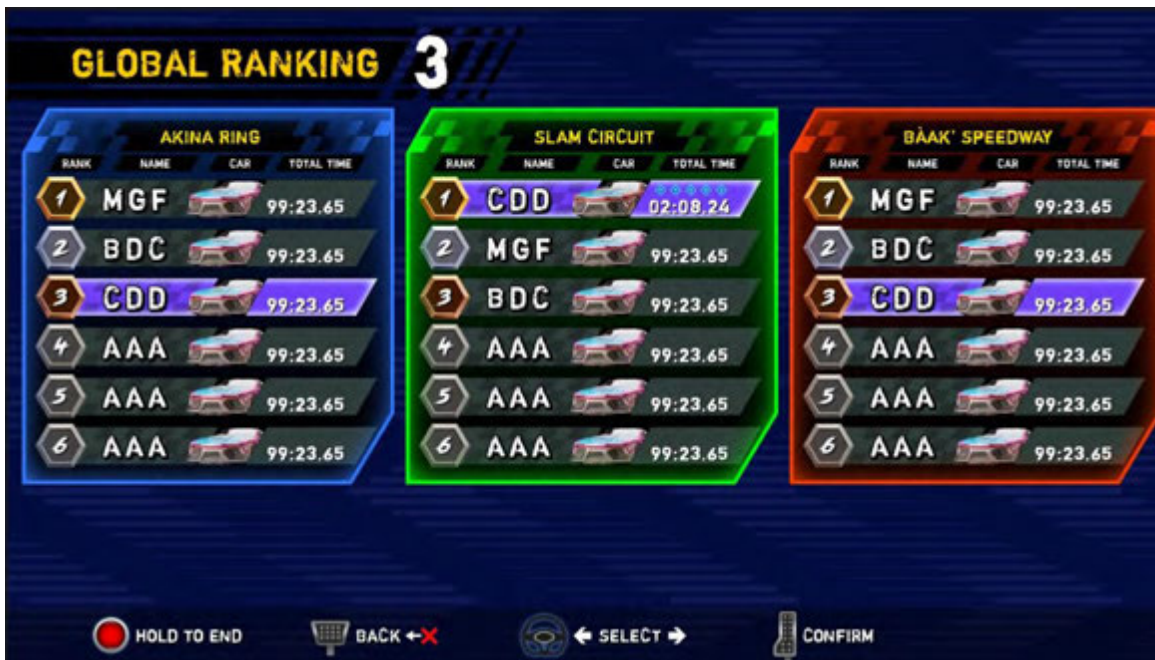 GLOBAL RANKING 3
AKINA RING
RANK NAME CAR TOTAL TIME
1 MGF 99:23.65
2 BDC 99:23.65
3 CDD 99:23.65
4 AAA 99:23.65
5 AAA 99:23.65
6 AAA 99:23.65
SLAM CIRCUIT
RANK NAME CAR TOTAL TIME
1 CDD 02:08.24
2 MGF 99:23.65
3 BDC 99:23.65
4 AAA 99:23.65
5 AAA 99:23.65
6 AAA 99:23.65
BÀAK' SPEEDWAY
RANK NAME CAR TOTAL TIME
1 MGF 99:23.65
2 BDC 99:23.65
3 CDD 99:23.65
4 AAA 99:23.65
5 AAA 99:23.65
6 AAA 99:23.65
HOLD TO END BACK SELECT CONFIRM